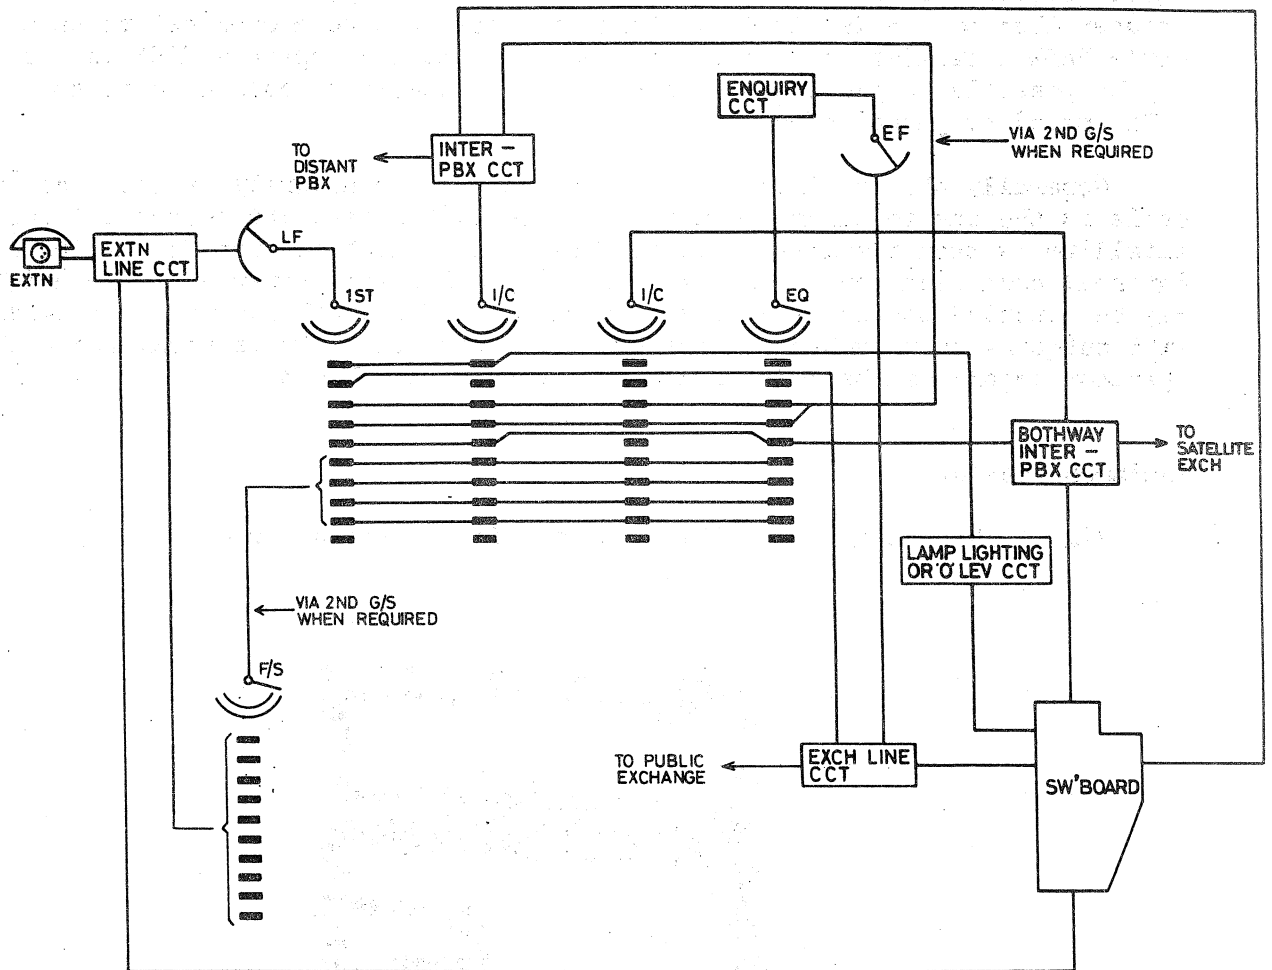 ENQUIRY
CCT
EF
VIA 2ND G/S
WHEN REQUIRED
INTER -
PBX CCT
TO
DISTANT
PBX
EXTN
EXTN
LINE CCT
LF
1ST
I/C
I/C
EQ
BOTHWAY
INTER -
PBX CCT
TO
SATELLITE
EXCH
LAMP LIGHTING
OR 'O' LEV CCT
VIA 2ND G/S
WHEN REQUIRED
F/S
TO PUBLIC
EXCHANGE
EXCH LINE
CCT
SW'BOARD